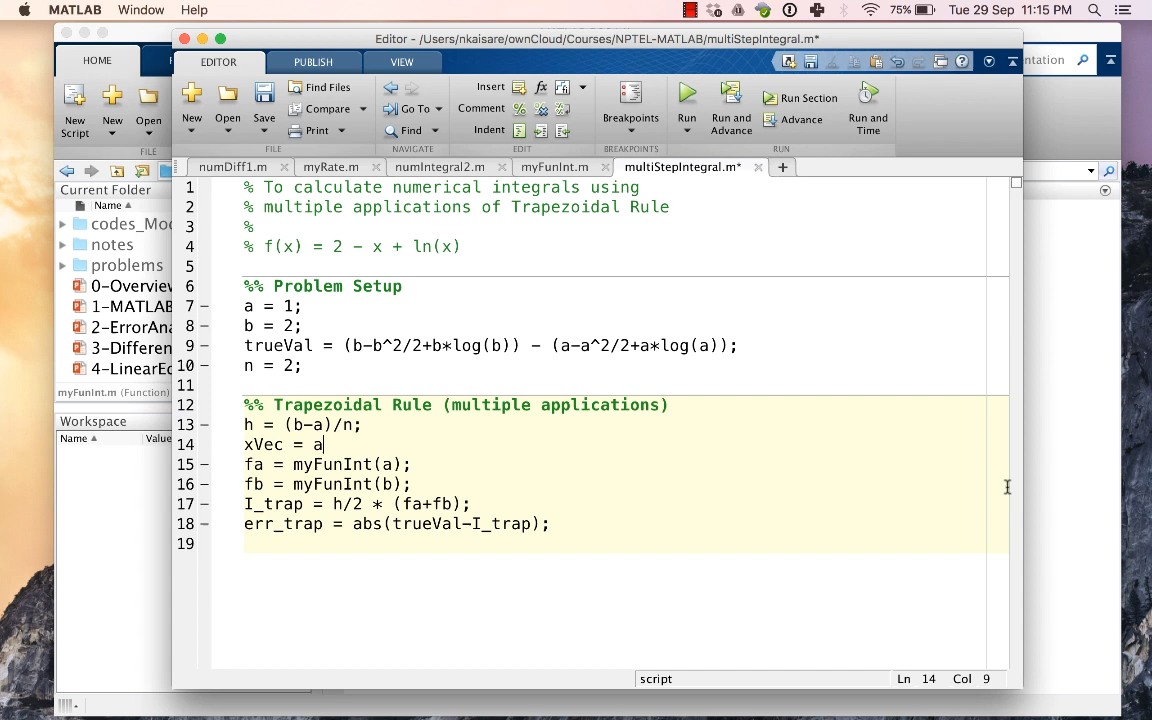 MATLAB Window Help 75% Tue 29 Sep 11:15 PM
Editor - /Users/nkaisare/ownCloud/Courses/NPTEL-MATLAB/multiStepIntegral.m*
HOME
EDITOR PUBLISH VIEW
ntation
New Script
New
Open
FILE
New
Open
Save
Find Files
Compare
Print
FILE
Go To
Find
NAVIGATE
Insert
Comment
Indent
EDIT
Breakpoints
BREAKPOINTS
Run
Run and Advance
Run Section
Advance
Run and Time
RUN
numDiff1.m myRate.m numIntegral2.m myFunInt.m multiStepIntegral.m*
Current Folder
Name
codes_Mo
notes
problems
0-Overvie
1-MATLAB
2-ErrorAna
3-Differen
4-LinearEq
myFunInt.m (Function)
Workspace
Name Value
1 % To calculate numerical integrals using
2 % multiple applications of Trapezoidal Rule
3 %
4 % f(x) = 2 - x + ln(x)
5
6 %% Problem Setup
7 a = 1;
8 b = 2;
9 trueVal = (b-b^2/2+b*log(b)) - (a-a^2/2+a*log(a));
10 n = 2;
11
12 %% Trapezoidal Rule (multiple applications)
13 h = (b-a)/n;
14 xVec = a
15 fa = myFunInt(a);
16 fb = myFunInt(b);
17 I_trap = h/2 * (fa+fb);
18 err_trap = abs(trueVal-I_trap);
19
script Ln 14 Col 9